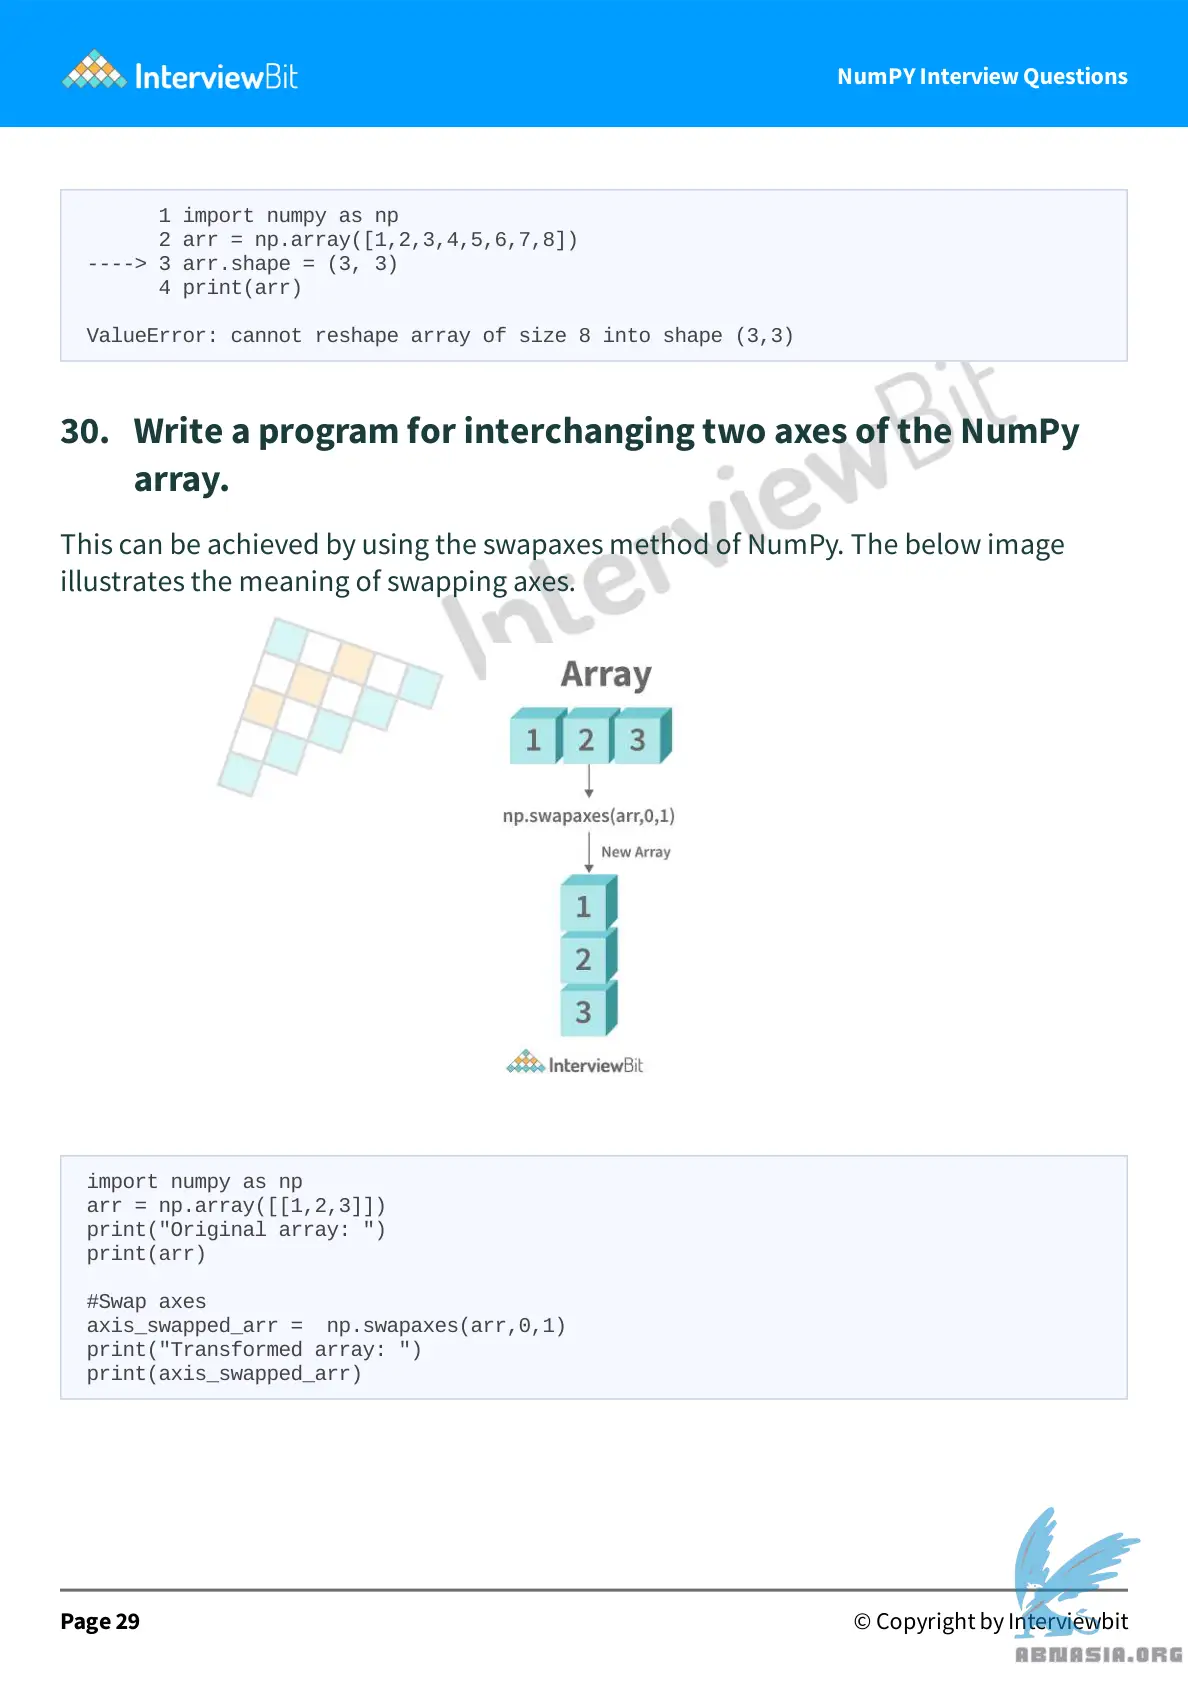 InterviewBit
NumPY Interview Questions
1 import numpy as np
2 arr = np.array([1,2,3,4,5,6,7,8])
----> 3 arr.shape = (3, 3)
4 print(arr)
ValueError: cannot reshape array of size 8 into shape (3,3)
30. Write a program for interchanging two axes of the NumPy
array.
This can be achieved by using the swapaxes method of NumPy. The below image
illustrates the meaning of swapping axes.
InterviewBit
Array
1 2 3
np.swapaxes(arr,0,1)
New Array
1
2
3
InterviewBit
import numpy as np
arr = np.array([[1,2,3]])
print("Original array: ")
print(arr)
#Swap axes
axis_swapped_arr =  np.swapaxes(arr,0,1)
print("Transformed array: ")
print(axis_swapped_arr)
Page 29
© Copyright by Interviewbit
ABNASIA.ORG